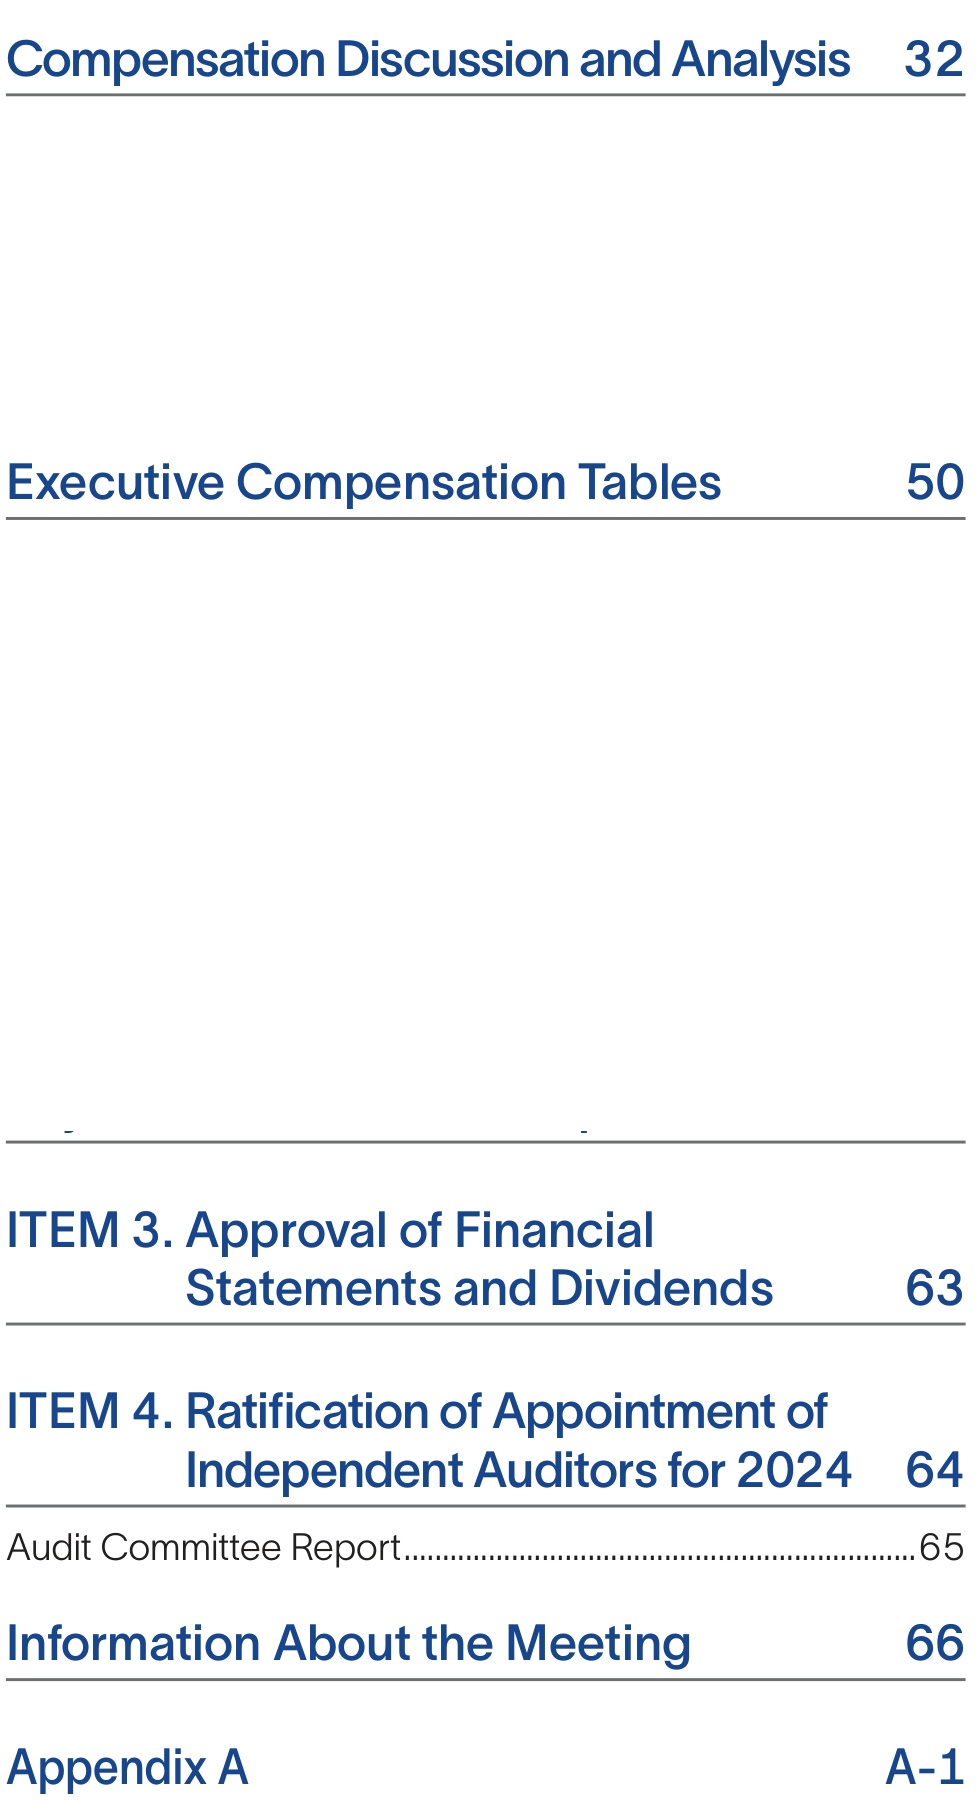 Compensation Discussion and Analysis 32
Executive Compensation Tables 50
ITEM 3. Approval of Financial
Statements and Dividends 63
ITEM 4. Ratification of Appointment of
Independent Auditors for 2024 64
Audit Committee Report...............................................................65
Information About the Meeting 66
Appendix A A-1